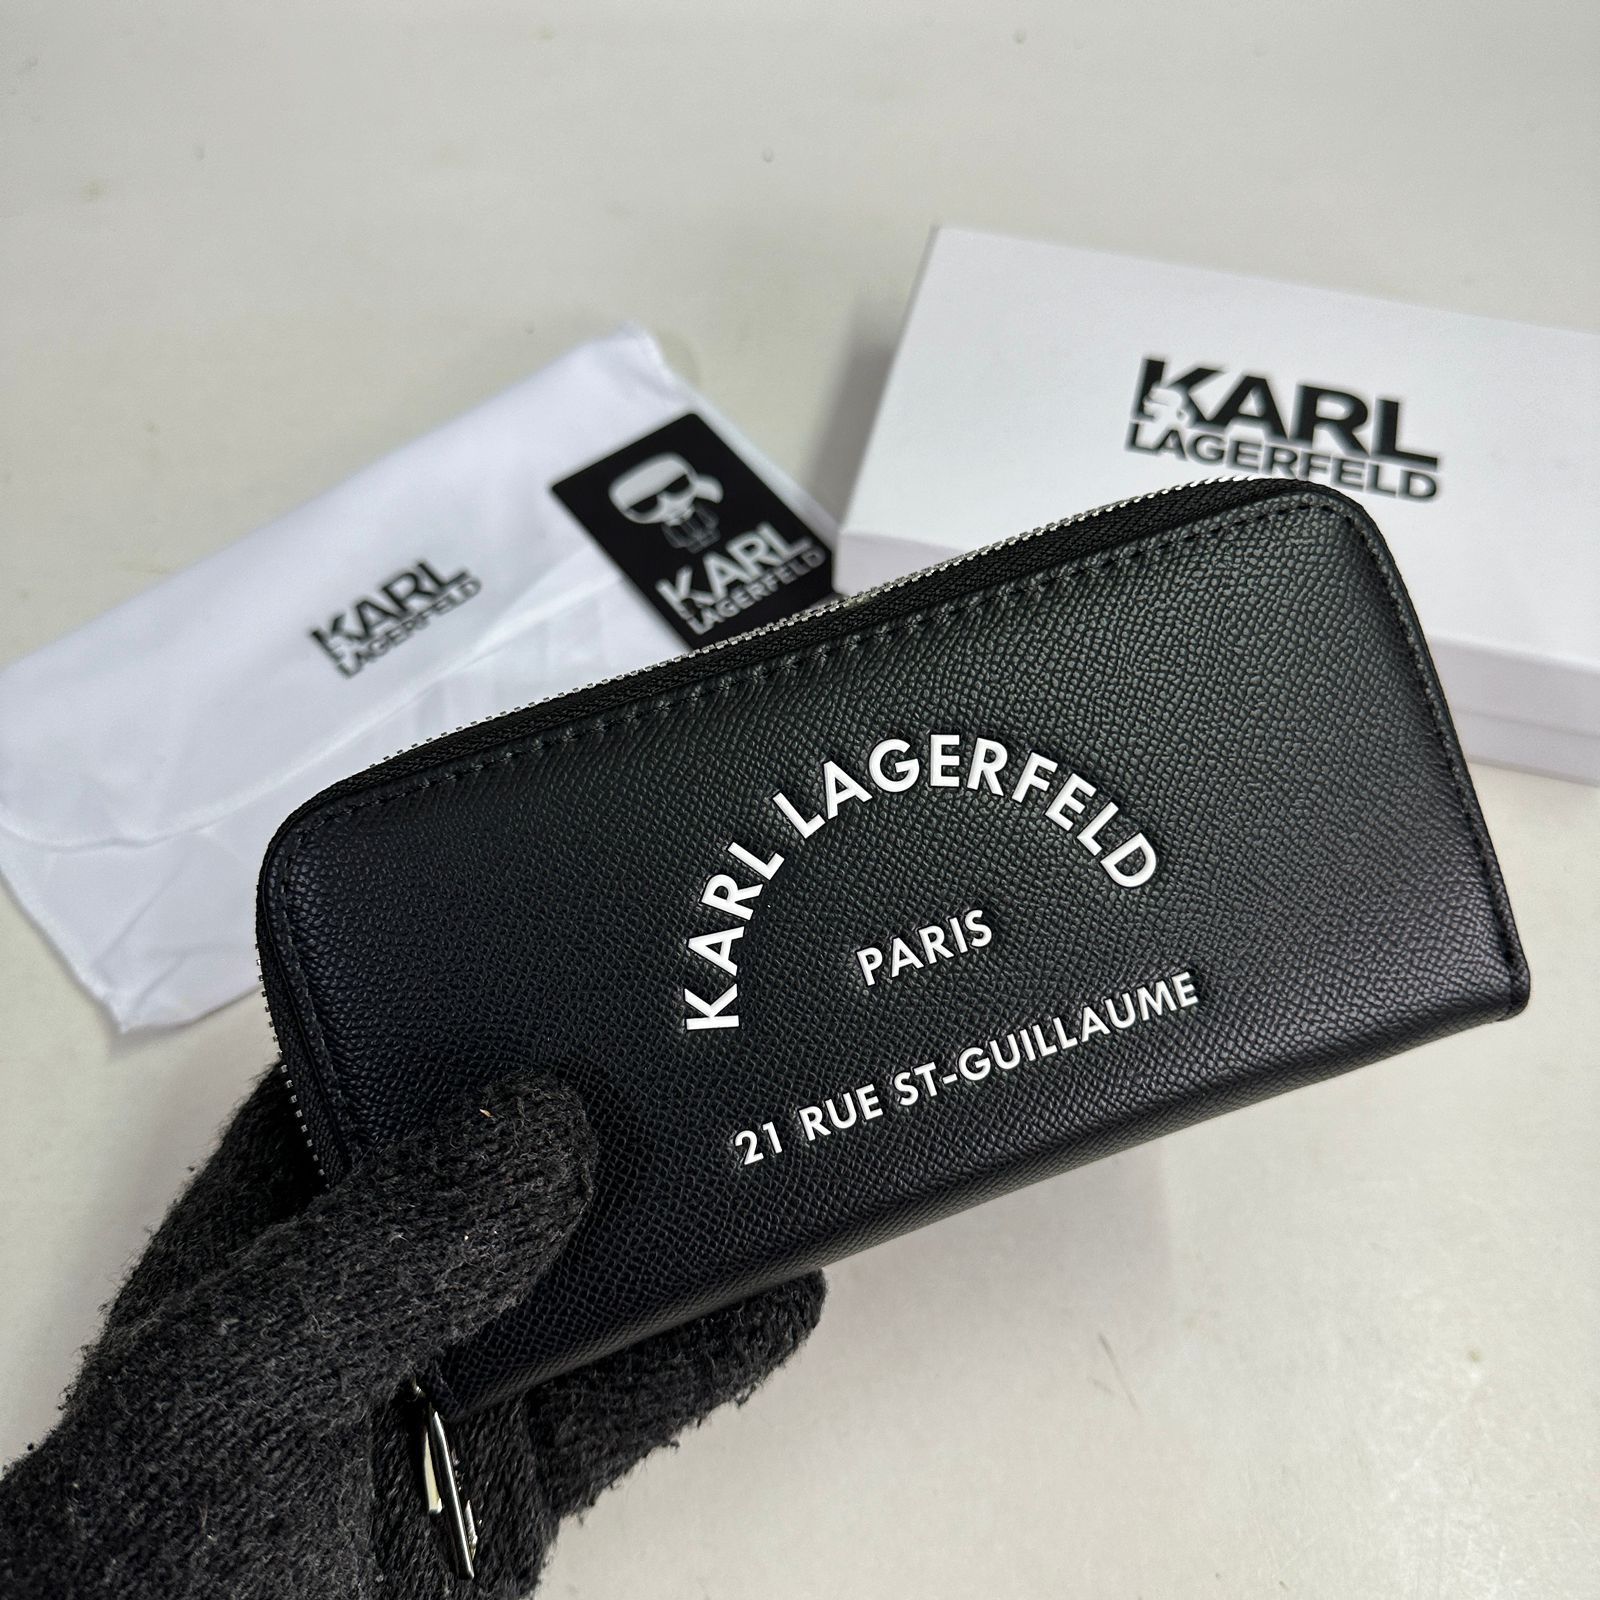 KARL
LAGERFELD
KARL
LAGERFELD
KARL
LAGERFELD
KARL LAGERFELD
PARIS
21 RUE ST-GUILLAUME